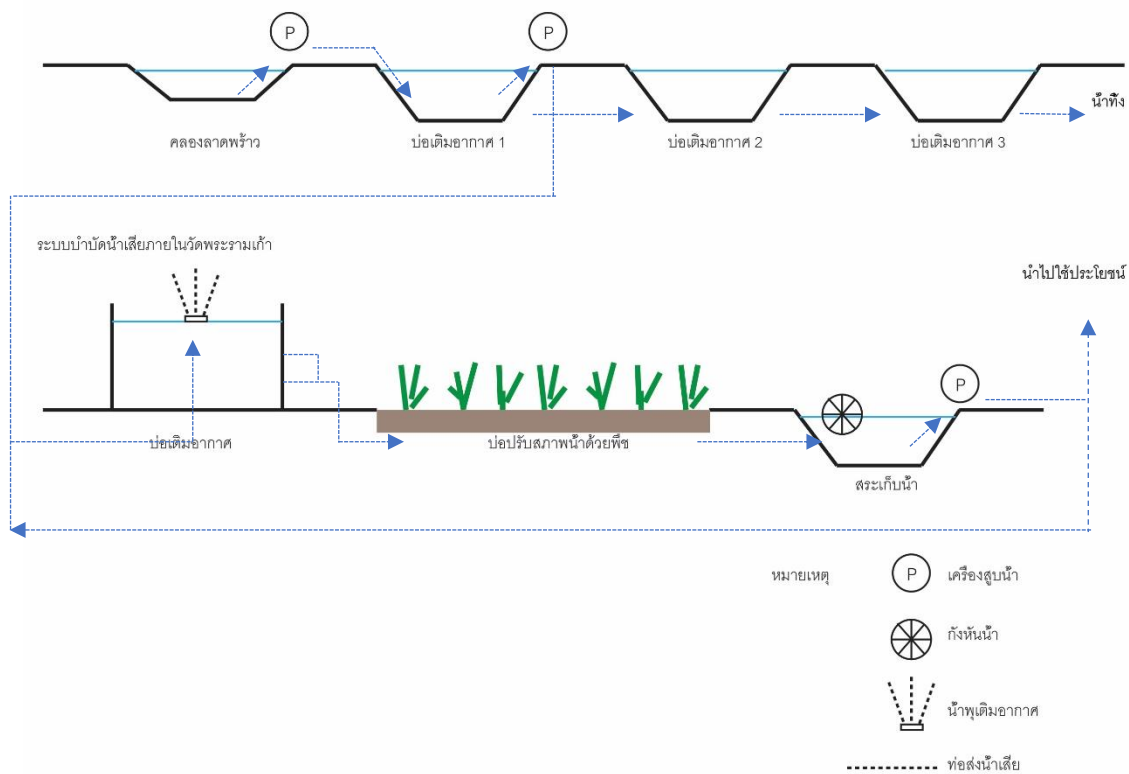 P
P
น้ำทิ้ง
คลองลาดพร้าว
บ่อเติมอากาศ 1
บ่อเติมอากาศ 2
บ่อเติมอากาศ 3
ระบบบำบัดน้ำเสียภายในวัดพระรามเก้า
นำไปใช้ประโยชน์
P
บ่อเติมอากาศ
บ่อปรับสภาพน้ำด้วยพืช
สระเก็บน้ำ
หมายเหตุ
P เครื่องสูบน้ำ
กังหันน้ำ
น้ำพุเติมอากาศ
ท่อส่งน้ำเสีย